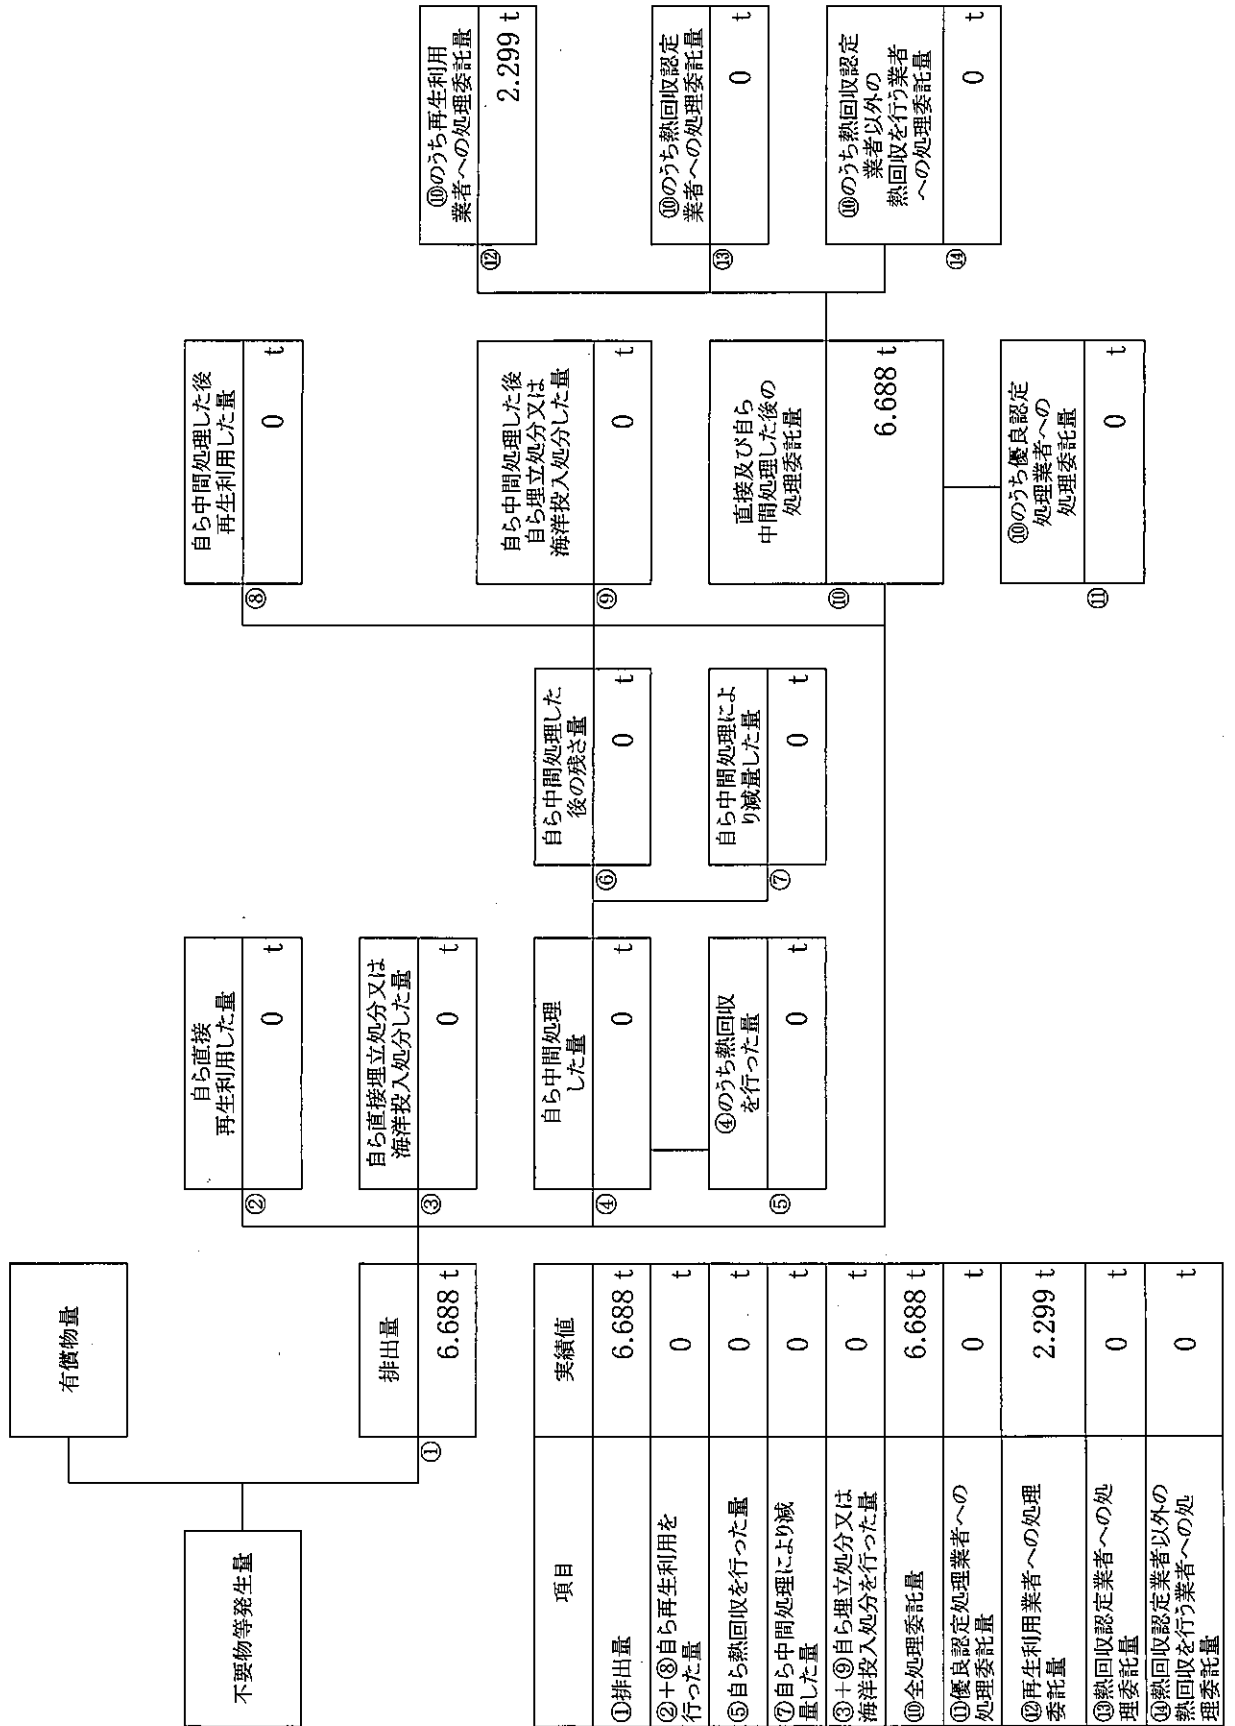 不要物等発生量
有償物量
①
排出量
6.688 t
②
自ら直接
再生利用した量
0 t
③
自ら直接埋立処分又は
海洋投入処分した量
0 t
④
自ら中間処理
した量
0 t
⑤
④のうち熱回収
を行った量
0 t
⑥
自ら中間処理した
後の残さ量
0 t
⑦
自ら中間処理によ
り減量した量
0 t
⑧
自ら中間処理した後
再生利用した量
0 t
⑨
自ら中間処理した後
自ら埋立処分又は
海洋投入処分した量
0 t
⑩
直接及び自ら
中間処理した後の
処理委託量
6.688 t
⑪
⑩のうち優良認定
処理業者への
処理委託量
0 t
⑫
⑩のうち再生利用
業者への処理委託量
2.299 t
⑬
⑩のうち熱回収認定
業者への処理委託量
0 t
⑭
⑩のうち熱回収認定
業者以外の
熱回収を行う業者
への処理委託量
0 t
項目 実績値
①排出量 6.688 t
②+⑧自ら再生利用を
行った量 0 t
⑤自ら熱回収を行った量 0 t
⑦自ら中間処理により減
量した量 0 t
③+⑨自ら埋立処分又は
海洋投入処分を行った量 0 t
⑩全処理委託量 6.688 t
⑪優良認定処理業者への
処理委託量 0 t
⑫再生利用業者への処理
委託量 2.299 t
⑬熱回収認定業者への処
理委託量 0 t
⑭熱回収認定業者以外の
熱回収を行う業者への処
理委託量 0 t